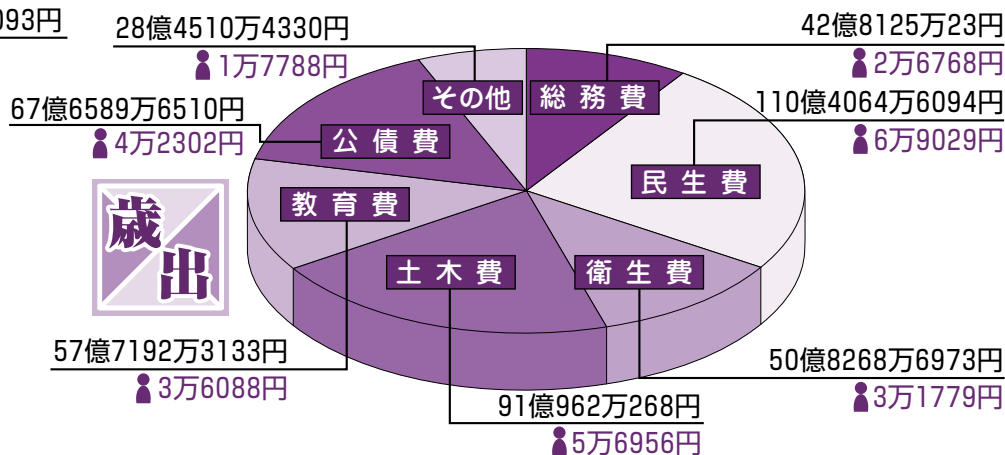 093円
28億4510万4330円
1万7788円
42億8125万23円
2万6768円
67億6589万6510円
4万2302円
110億4064万6094円
6万9029円
その他
総務費
公債費
民生費
教育費
歳出
土木費
衛生費
57億7192万3133円
3万6088円
50億8268万6973円
3万1779円
91億962万268円
5万6956円